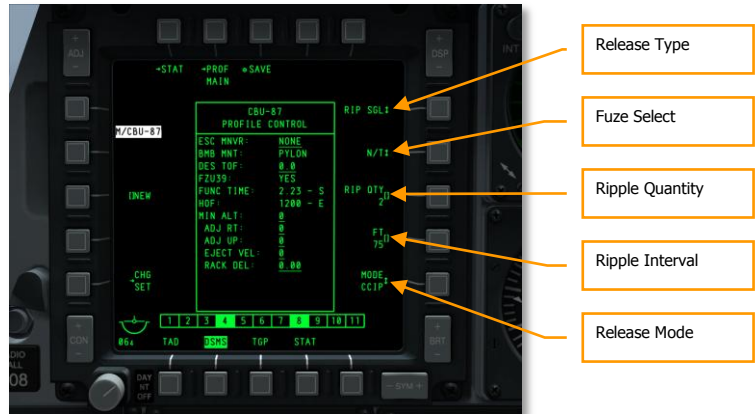 +
ADJ
-
+
DSP
-
INT
→STAT →PROF ●SAVE
MAIN
CBU-87
PROFILE CONTROL
M/CBU-87
ESC MNVR: NONE
BMB MNT: PYLON
DES TOF: 0.0
FZU39: YES
FUNC TIME: 2.23 - S
HOF: 1200 - E
MIN ALT: 0
ADJ RT: 0
ADJ UP: 0
EJECT VEL: 0
RACK DEL: 0.00
[]NEW
CHG
SET
RIP SGL↕
N/T↕
RIP QTY
2[]
FT
75[]
MODE
CCIP↕
1 2 3 4 5 6 7 8 9 10 11
TAD DSMS TGP STAT
+
CON
-
+
BRT
-
DAY
NT
OFF
- SYM +
08
Release Type
Fuze Select
Ripple Quantity
Ripple Interval
Release Mode